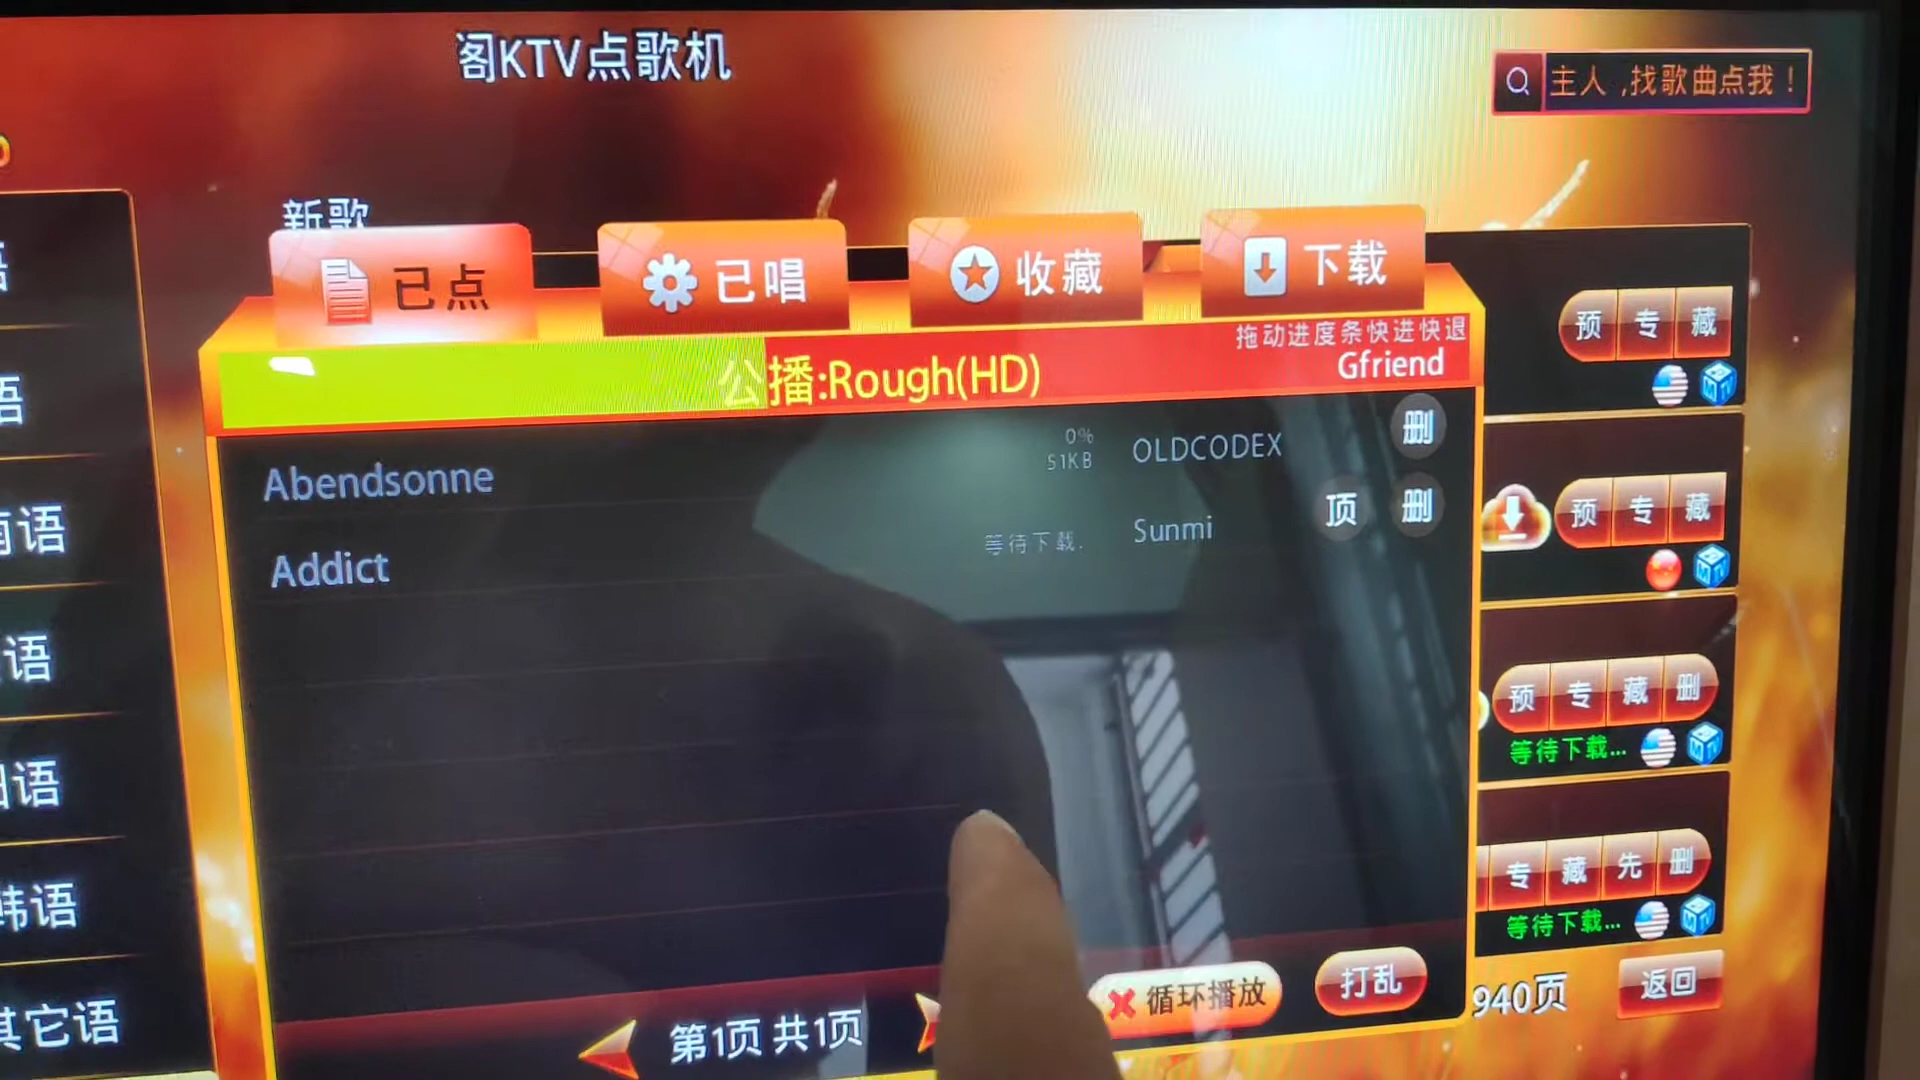 阁KTV点歌机
主人,找歌曲点我!
新歌
已点
已唱
收藏
下载
拖动进度条快进快退
公播:Rough(HD)
Gfriend
Abendsonne
0%
51KB
OLDCODEX
删
Addict
等待下载.
Sunmi
顶
删
预 专 藏
预 专 藏
预 专 藏 删
等待下载...
专 藏 先 删
等待下载...
语
语
南语
语
日语
韩语
其它语
第1页 共1页
循环播放
打乱
940页
返回